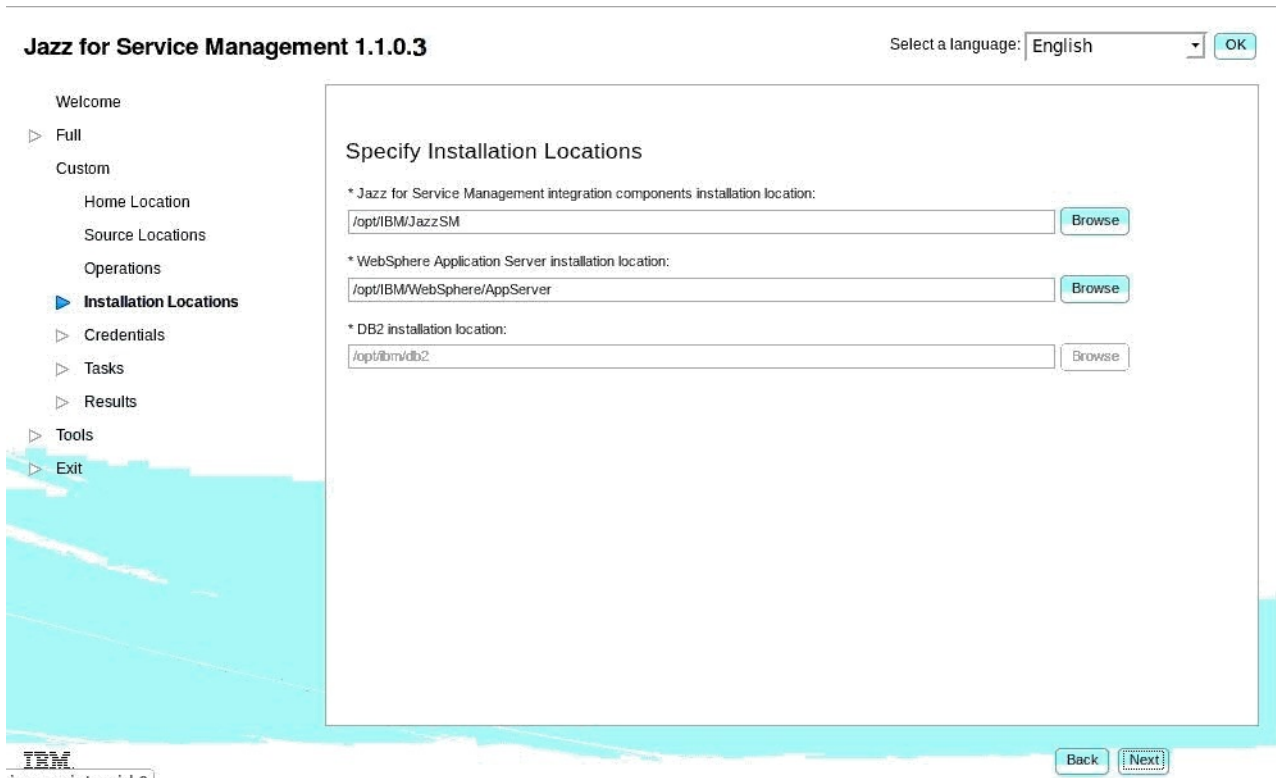 Jazz for Service Management 1.1.0.3
Select a language: English OK
Welcome
Full
Custom
Home Location
Source Locations
Operations
Installation Locations
Credentials
Tasks
Results
Tools
Exit
Specify Installation Locations
* Jazz for Service Management integration components installation location:
/opt/IBM/JazzSM Browse
* WebSphere Application Server installation location:
/opt/IBM/WebSphere/AppServer Browse
* DB2 installation location:
/opt/ibm/db2 Browse
IBM.
Back Next